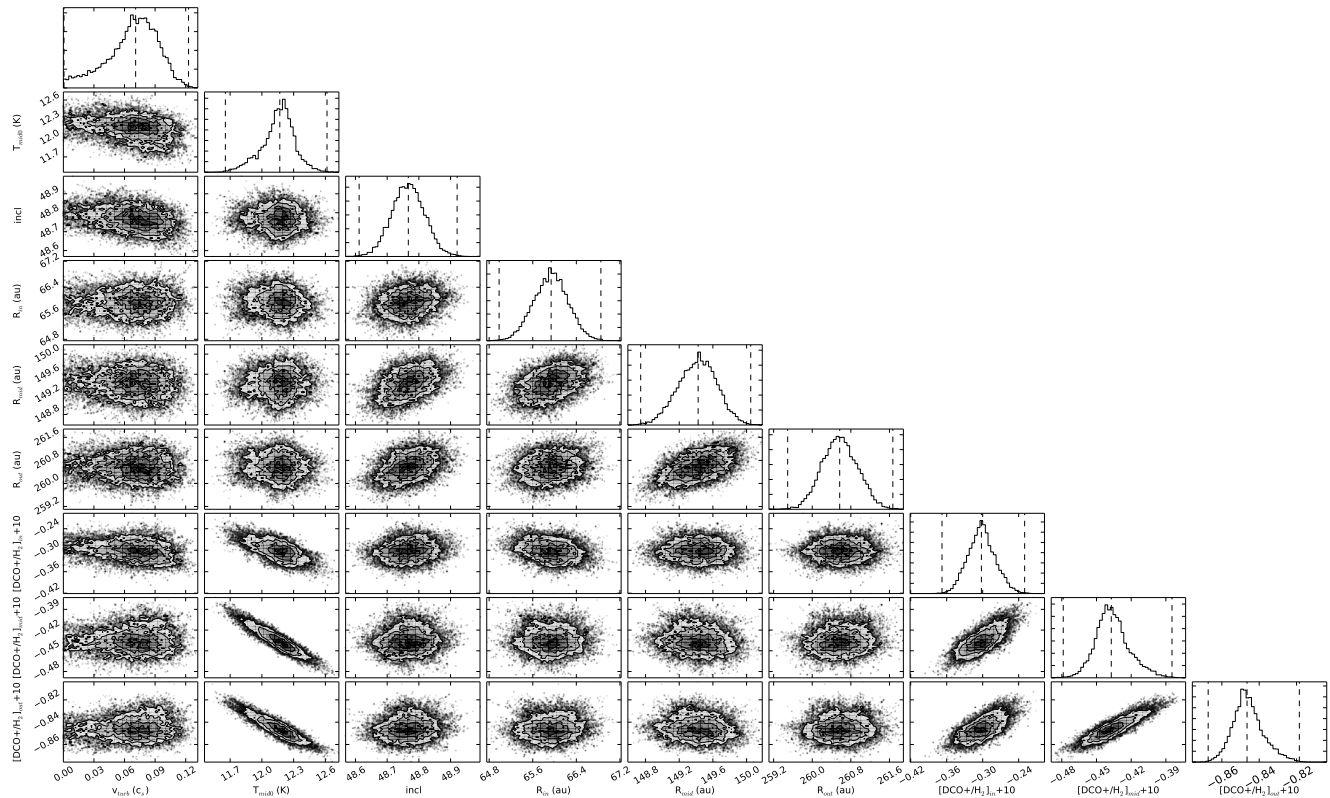 12.6
12.3
12.0
11.7
T_mid0 (K)
48.9
48.8
48.7
48.6
incl
67.2
66.4
65.6
64.8
R_in (au)
150.0
149.6
149.2
148.8
R_mid (au)
261.6
260.8
260.0
259.2
R_out (au)
−0.24
−0.30
−0.36
−0.42
[DCO+/H_2]_in+10
−0.39
−0.42
−0.45
−0.48
[DCO+/H_2]_mid+10
−0.82
−0.84
−0.86
[DCO+/H_2]_out+10
0.00 0.03 0.06 0.09 0.12
v_turb (c_s)
11.7 12.0 12.3 12.6
T_mid0 (K)
48.6 48.7 48.8 48.9
incl
64.8 65.6 66.4 67.2
R_in (au)
148.8 149.2 149.6 150.0
R_mid (au)
259.2 260.0 260.8 261.6
R_out (au)
−0.42 −0.36 −0.30 −0.24
[DCO+/H_2]_in+10
−0.48 −0.45 −0.42 −0.39
[DCO+/H_2]_mid+10
−0.86 −0.84 −0.82
[DCO+/H_2]_out+10